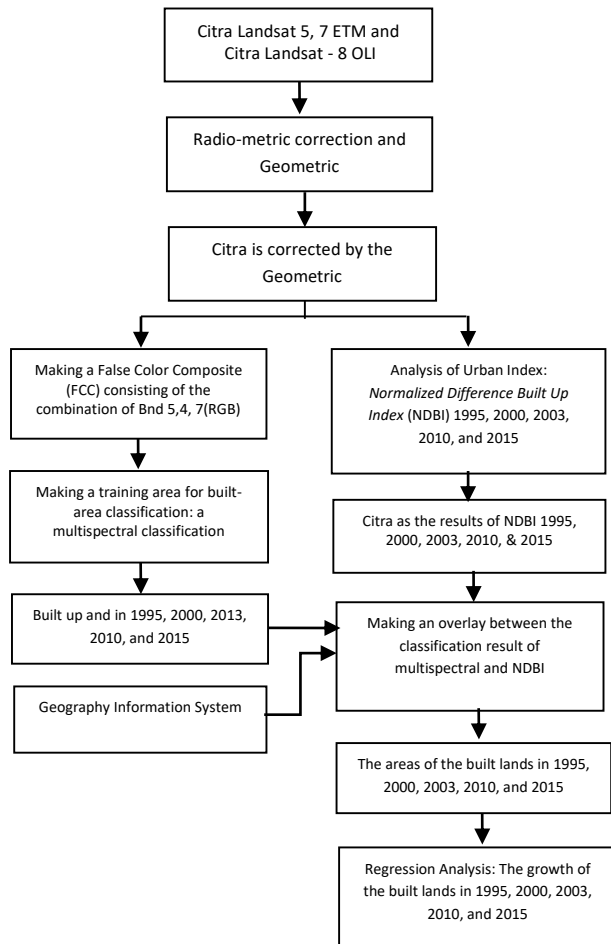 Citra Landsat 5, 7 ETM and
Citra Landsat - 8 OLI
Radio-metric correction and
Geometric
Citra is corrected by the
Geometric
Making a False Color Composite
(FCC) consisting of the
combination of Bnd 5,4, 7(RGB)
Making a training area for built-
area classification: a
multispectral classification
Built up and in 1995, 2000, 2013,
2010, and 2015
Geography Information System
Analysis of Urban Index:
Normalized Difference Built Up
Index (NDBI) 1995, 2000, 2003,
2010, and 2015
Citra as the results of NDBI 1995,
2000, 2003, 2010, & 2015
Making an overlay between the
classification result of
multispectral and NDBI
The areas of the built lands in 1995,
2000, 2003, 2010, and 2015
Regression Analysis: The growth of
the built lands in 1995, 2000, 2003,
2010, and 2015